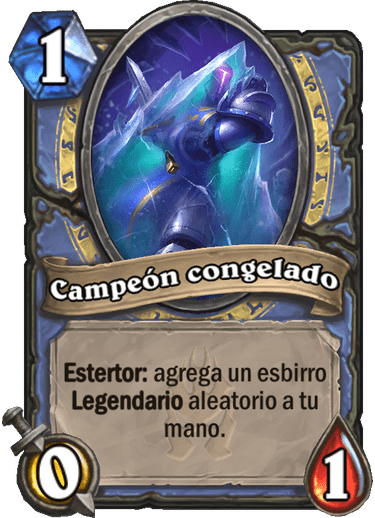 1
Campeón congelado
Estertor: agrega un esbirro
Legendario aleatorio a tu
mano.
0
1